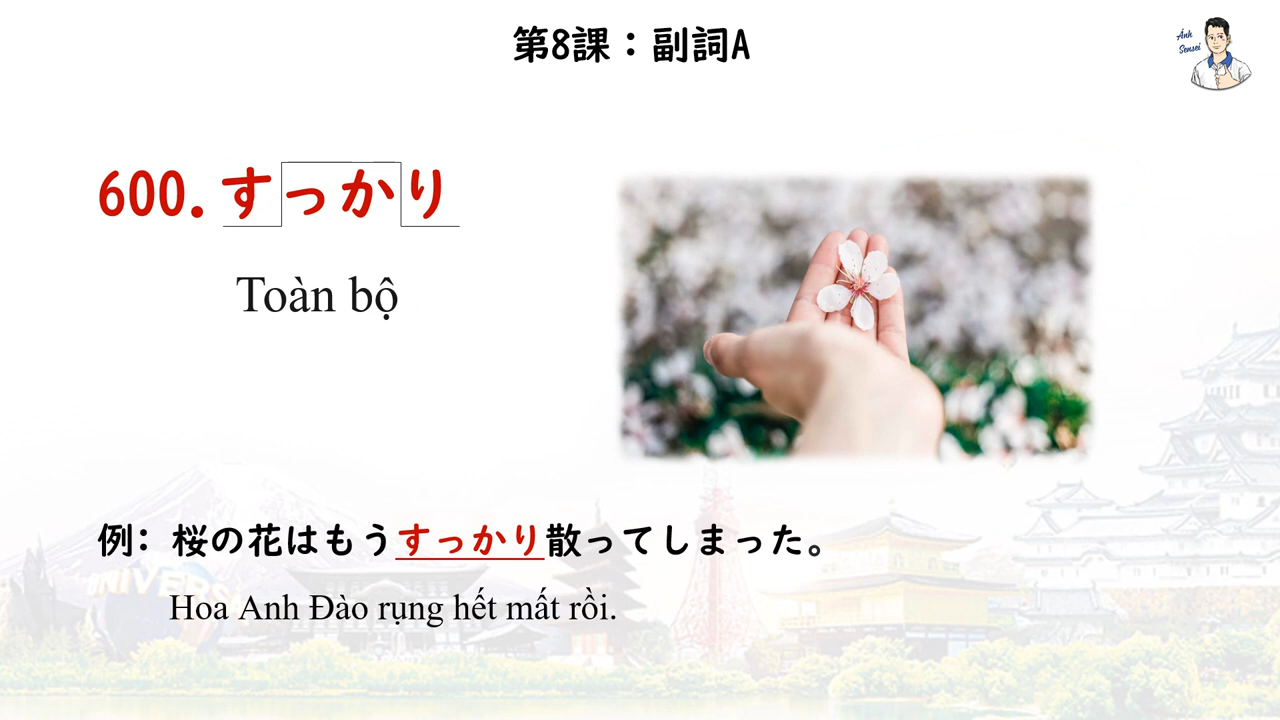 第8課：副詞A
Ánh
Sensei
600.すっかり
Toàn bộ
例：桜の花はもうすっかり散ってしまった。
Hoa Anh Đào rụng hết mất rồi.
UNIVERS